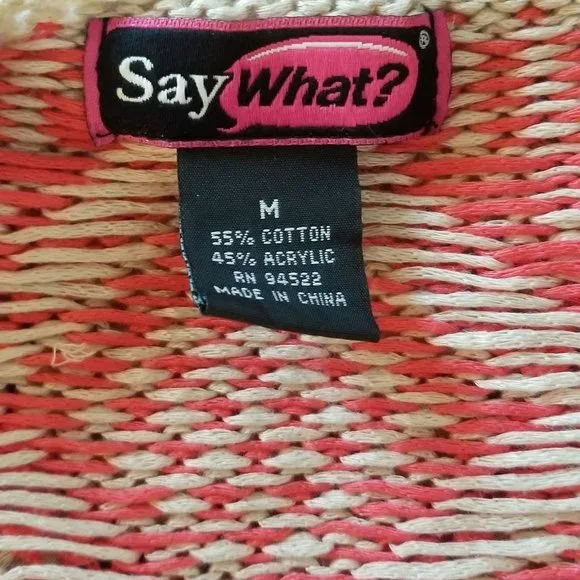 Say What? ®
M
55% COTTON
45% ACRYLIC
RN 94522
MADE IN CHINA